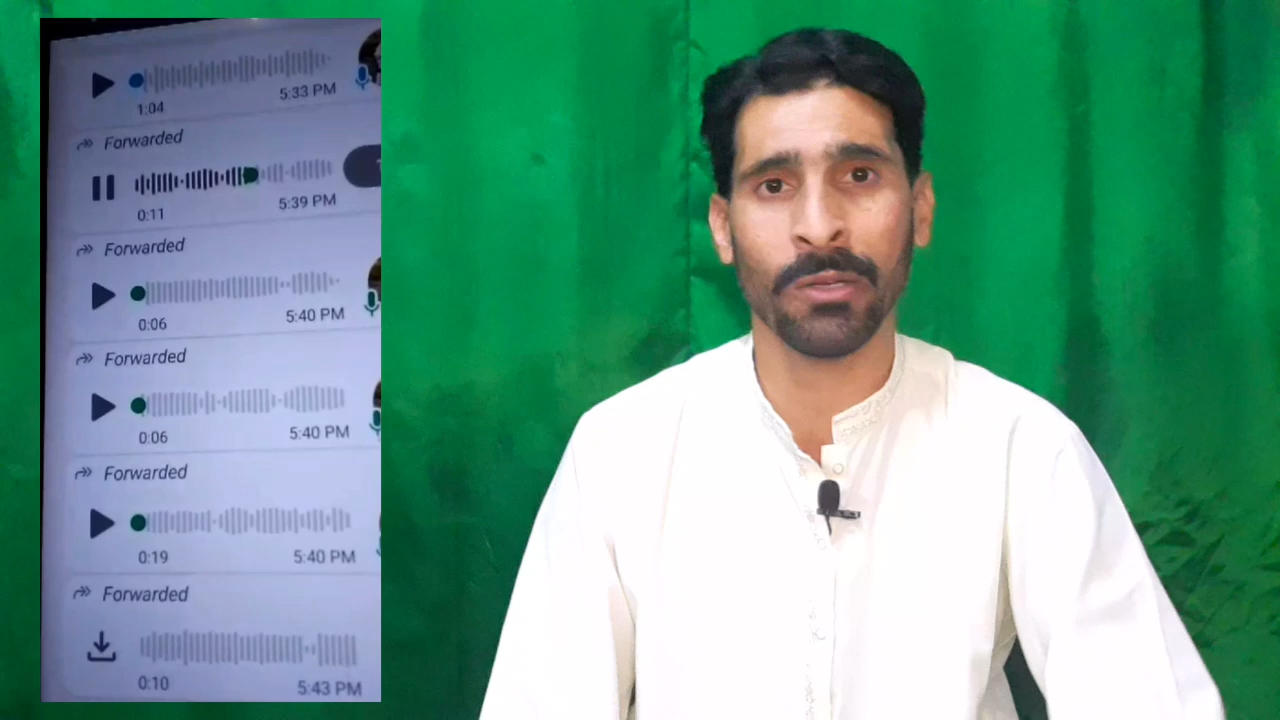 1:04 5:33 PM
Forwarded
0:11 5:39 PM
Forwarded
0:06 5:40 PM
Forwarded
0:06 5:40 PM
Forwarded
0:19 5:40 PM
Forwarded
0:10 5:43 PM